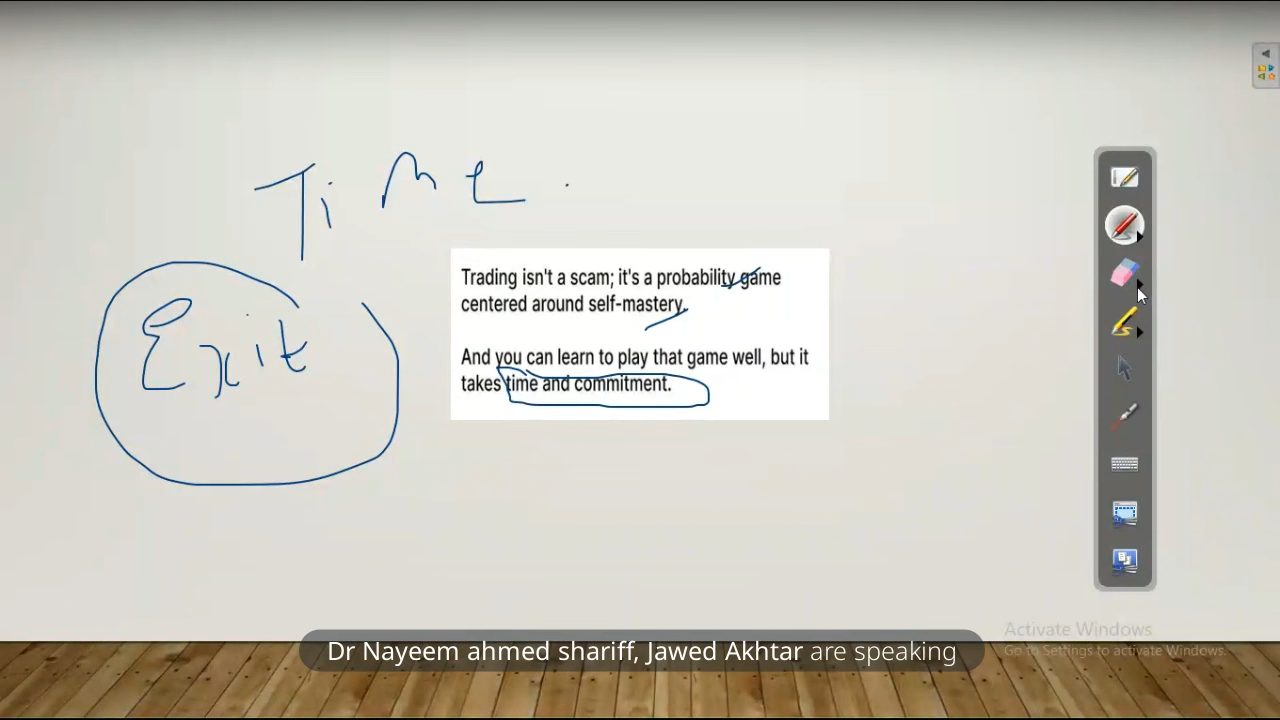 Time
Exit
Trading isn't a scam; it's a probability game
centered around self-mastery.
And you can learn to play that game well, but it
takes time and commitment.
Activate Windows
Go to Settings to activate Windows.
Dr Nayeem ahmed shariff, Jawed Akhtar are speaking